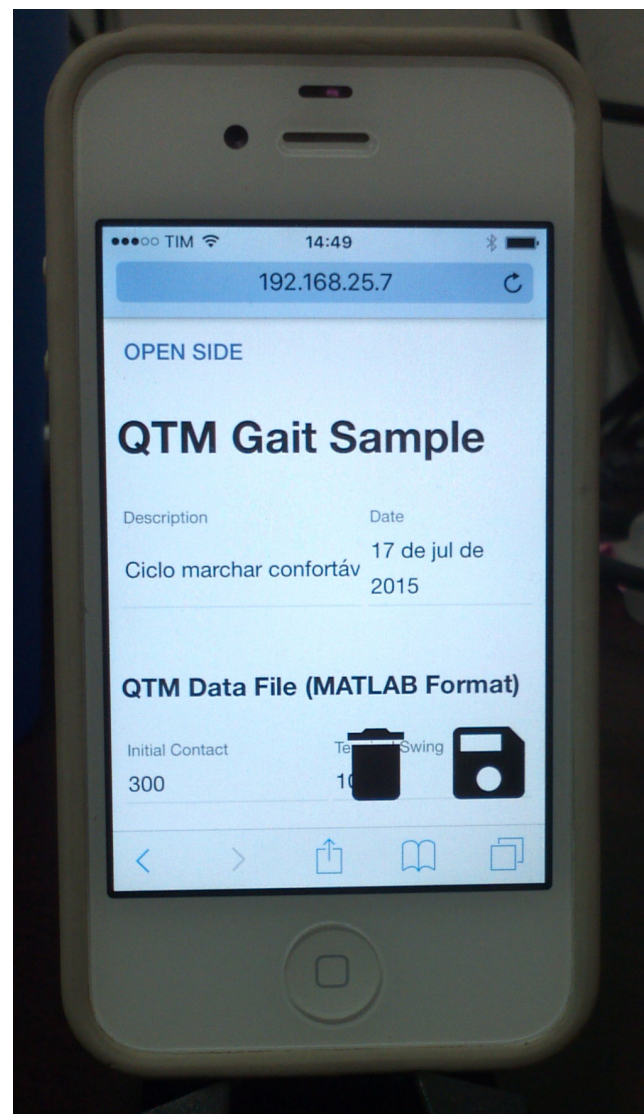 TIM 14:49
192.168.25.7
OPEN SIDE
QTM Gait Sample
Description Date
Ciclo marchar confortáv 17 de jul de
2015
QTM Data File (MATLAB Format)
Initial Contact Swing
300